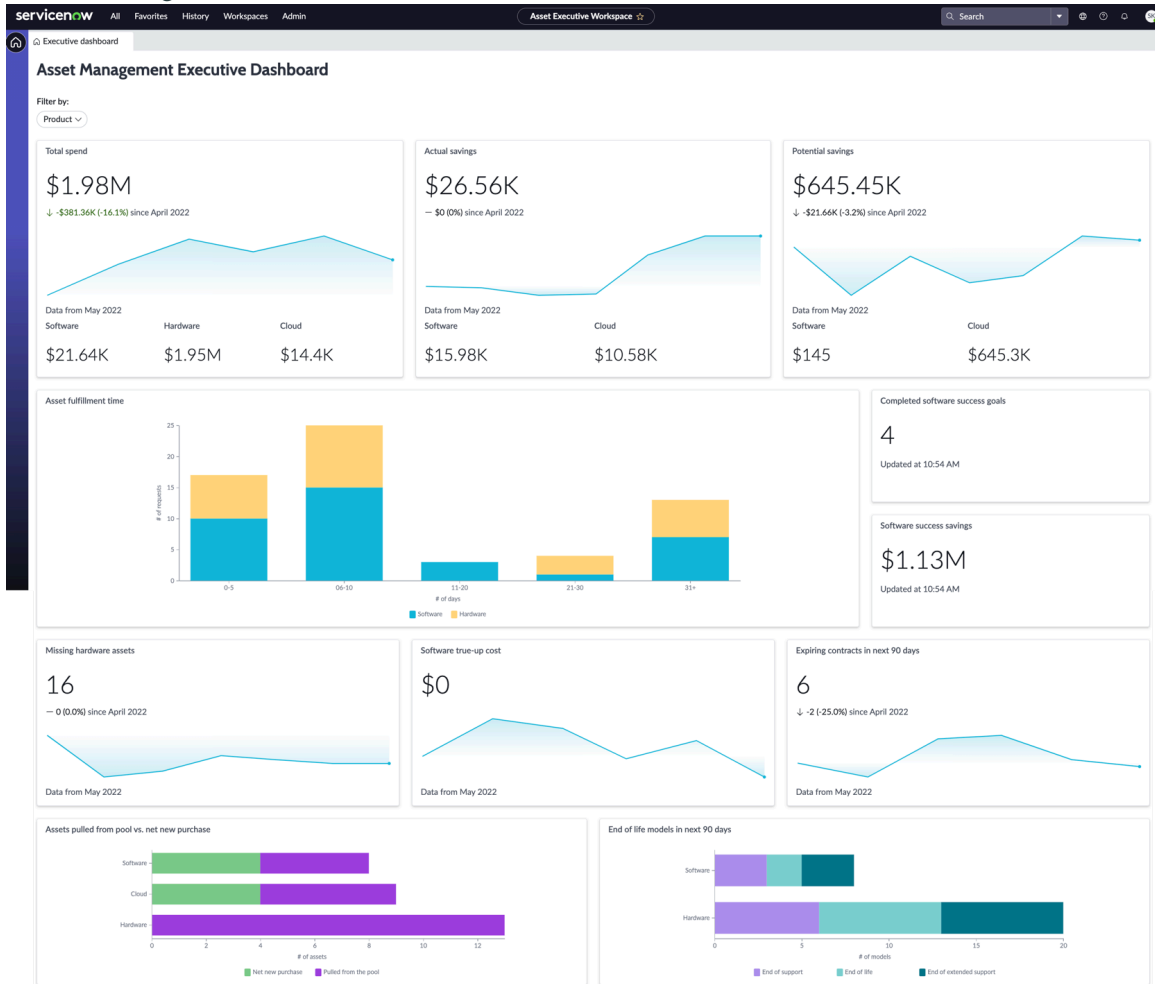 servicenow All Favorites History Workspaces Admin Asset Executive Workspace ☆ Search SK
Executive dashboard
Asset Management Executive Dashboard
Filter by:
Product
Total spend
$1.98M
↓ -$381.36K (-16.1%) since April 2022
Data from May 2022
Software Hardware Cloud
$21.64K $1.95M $14.4K
Actual savings
$26.56K
— $0 (0%) since April 2022
Data from May 2022
Software Cloud
$15.98K $10.58K
Potential savings
$645.45K
↓ -$21.66K (-3.2%) since April 2022
Data from May 2022
Software Cloud
$145 $645.3K
Asset fulfillment time
25
20
15
10
5
0
# of requests
0-5 06-10 11-20 21-30 31+
# of days
Software Hardware
Completed software success goals
4
Updated at 10:54 AM
Software success savings
$1.13M
Updated at 10:54 AM
Missing hardware assets
16
— 0 (0.0%) since April 2022
Data from May 2022
Software true-up cost
$0
Data from May 2022
Expiring contracts in next 90 days
6
↓ -2 (-25.0%) since April 2022
Data from May 2022
Assets pulled from pool vs. net new purchase
Software
Cloud
Hardware
0 2 4 6 8 10 12
# of assets
Net new purchase Pulled from the pool
End of life models in next 90 days
Software
Hardware
0 5 10 15 20
# of models
End of support End of life End of extended support